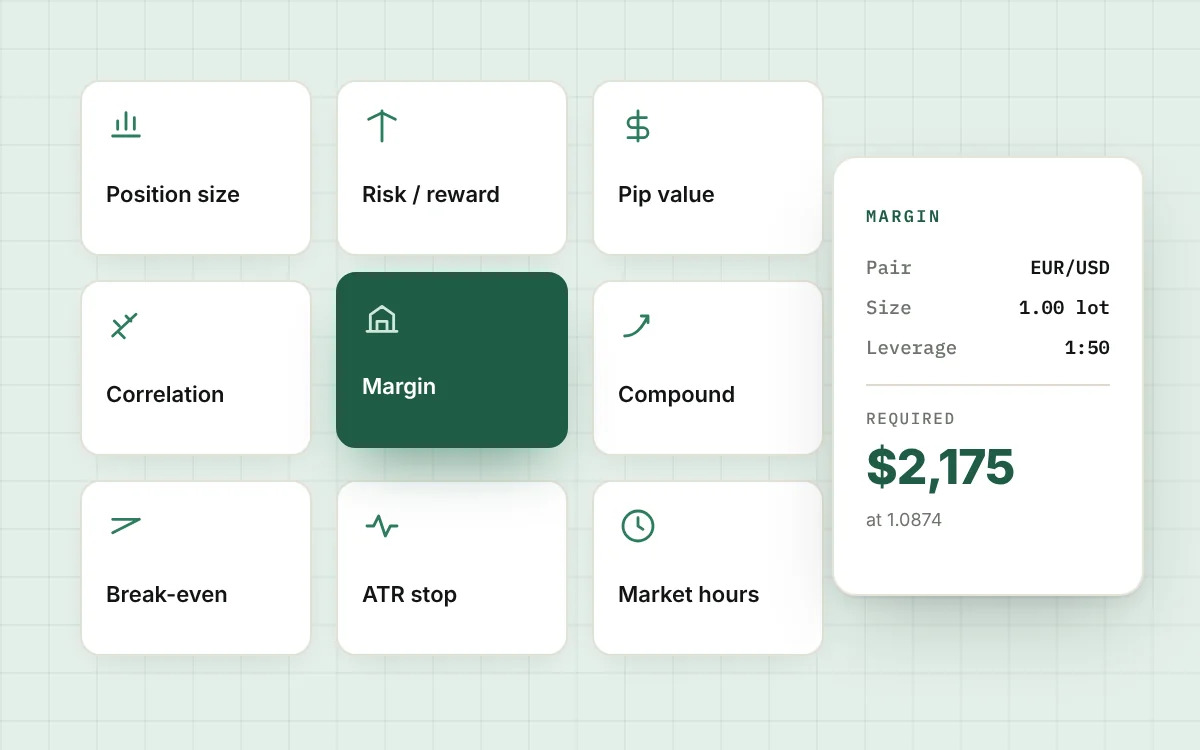 Position size
Risk / reward
Pip value
Correlation
Margin
Compound
Break-even
ATR stop
Market hours
MARGIN
Pair EUR/USD
Size 1.00 lot
Leverage 1:50
REQUIRED
$2,175
at 1.0874